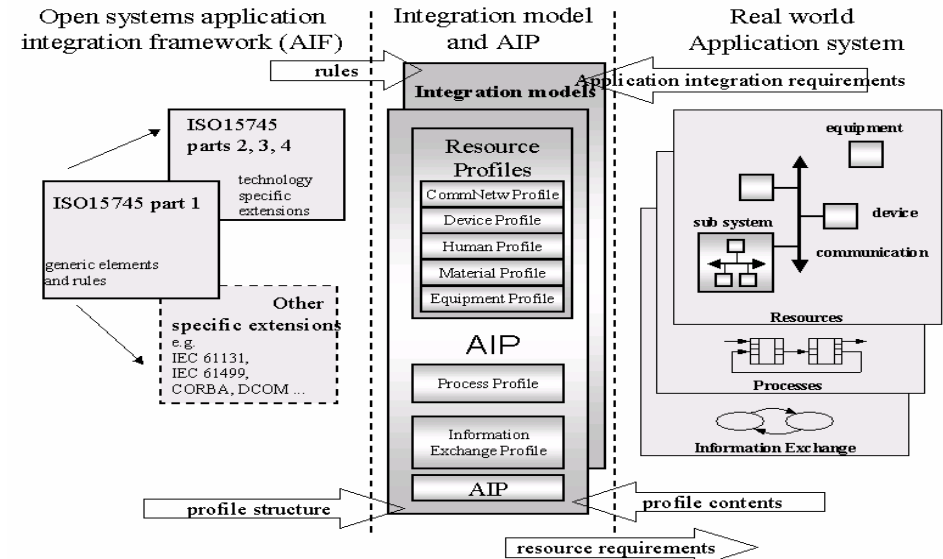 Open systems application
integration framework (AIF)
Integration model
and AIP
Real world
Application system
rules
Application integration requirements
Integration models
ISO15745
parts 2, 3, 4
technology
specific
extensions
ISO15745 part 1
generic elements
and rules
Other
specific extensions
e.g.
IEC 61131,
IEC 61499,
CORBA, DCOM ...
Resource
Profiles
CommNetw Profile
Device Profile
Human Profile
Material Profile
Equipment Profile
AIP
Process Profile
Information
Exchange Profile
AIP
equipment
device
sub system
communication
Resources
Processes
Information Exchange
profile structure
profile contents
resource requirements